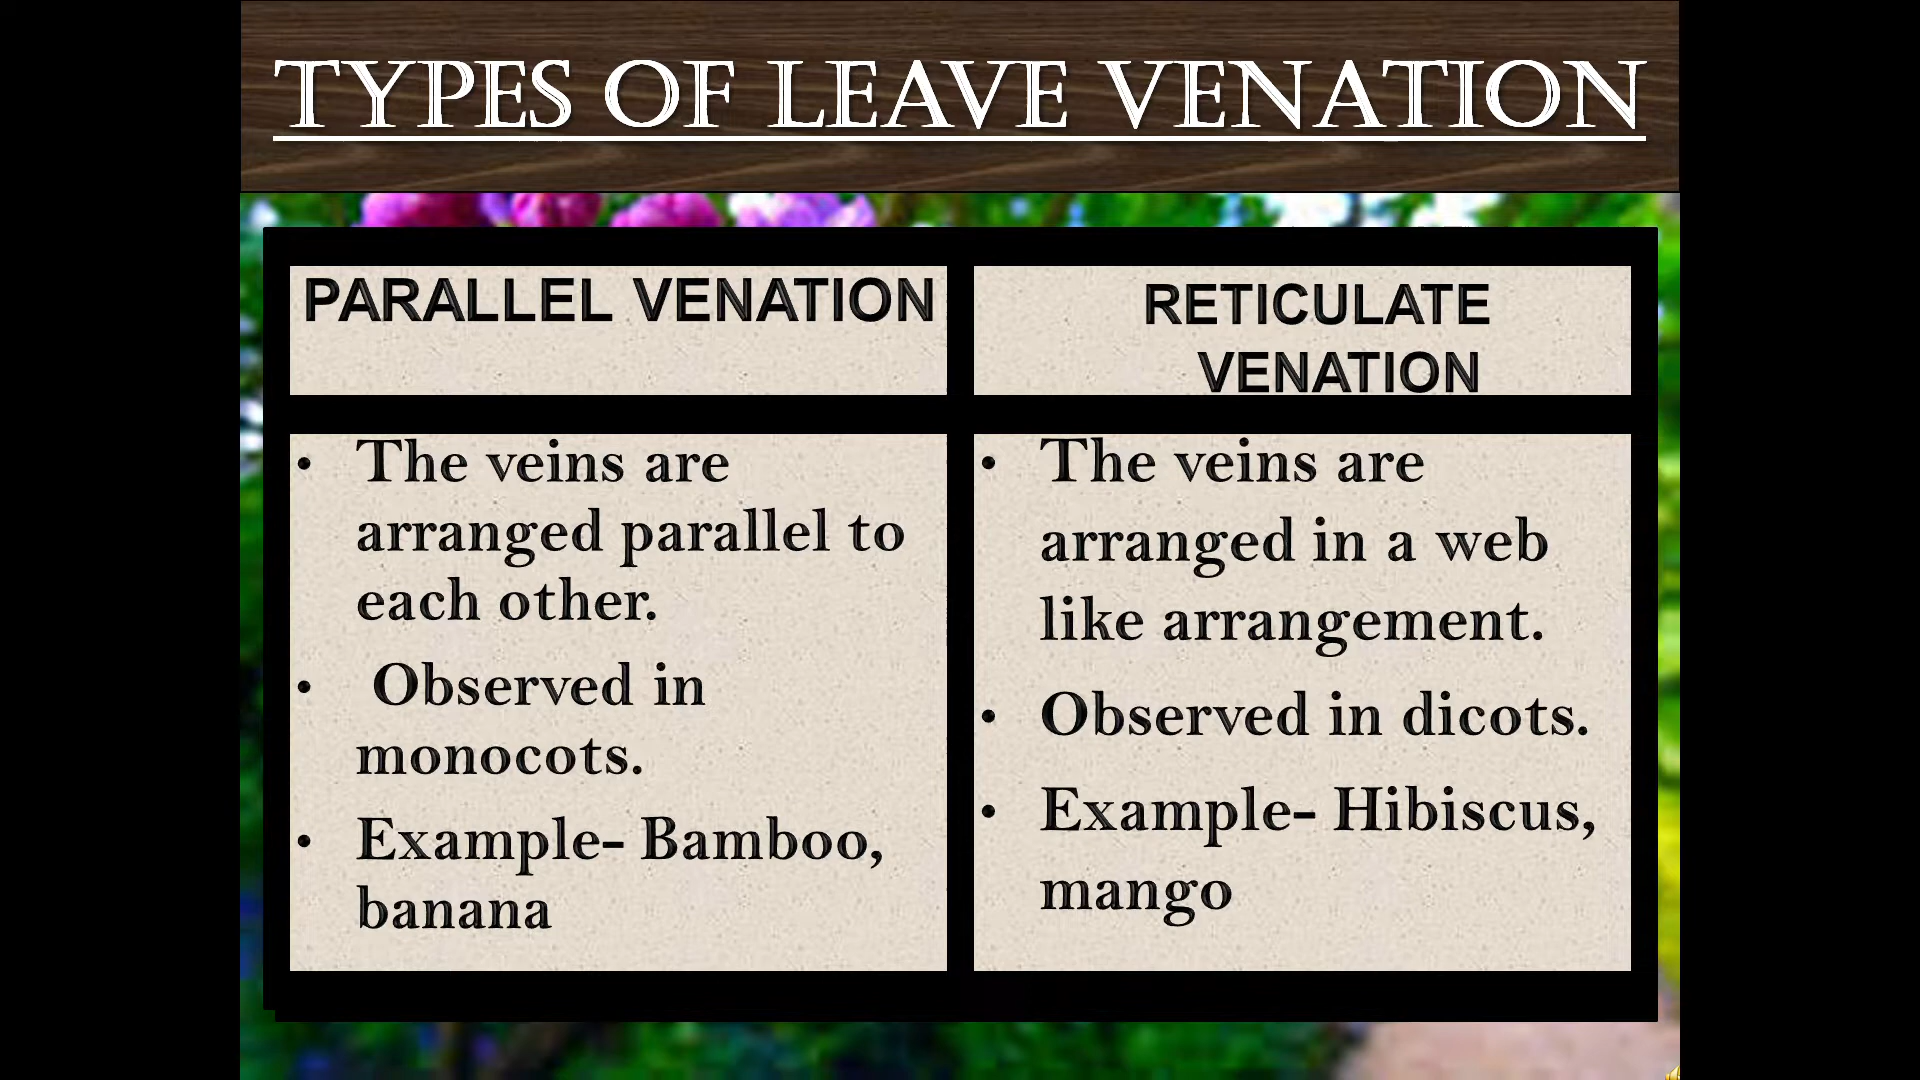 TYPES OF LEAVE VENATION
PARALLEL VENATION
• The veins are
arranged parallel to
each other.
• Observed in
monocots.
• Example- Bamboo,
banana
RETICULATE
VENATION
• The veins are
arranged in a web
like arrangement.
• Observed in dicots.
• Example- Hibiscus,
mango